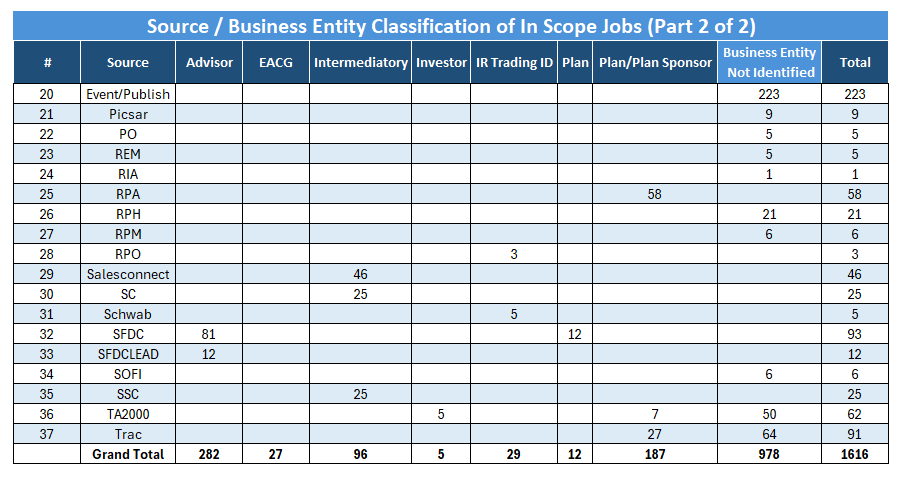 Source / Business Entity Classification of In Scope Jobs (Part 2 of 2)
# Source Advisor EACG Intermediatory Investor IR Trading ID Plan Plan/Plan Sponsor Business Entity Not Identified Total
20 Event/Publish 223 223
21 Picsar 9 9
22 PO 5 5
23 REM 5 5
24 RIA 1 1
25 RPA 58 58
26 RPH 21 21
27 RPM 6 6
28 RPO 3 3
29 Salesconnect 46 46
30 SC 25 25
31 Schwab 5 5
32 SFDC 81 12 93
33 SFDCLEAD 12 12
34 SOFI 6 6
35 SSC 25 25
36 TA2000 5 7 50 62
37 Trac 27 64 91
Grand Total 282 27 96 5 29 12 187 978 1616